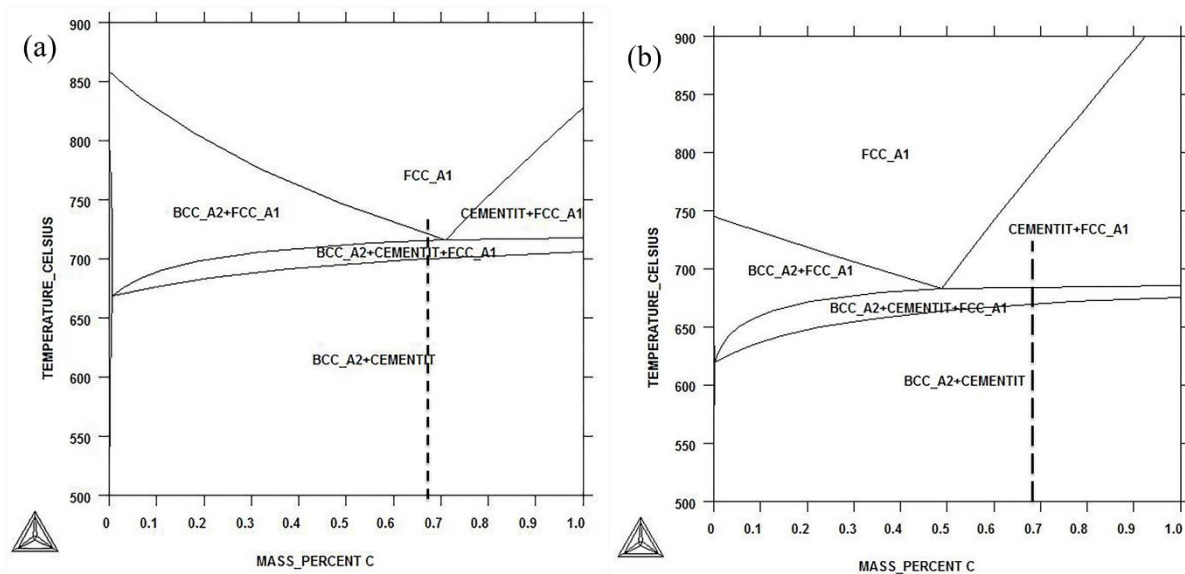 (a)
900
850
800
750
700
650
600
550
500
TEMPERATURE_CELSIUS
FCC_A1
BCC_A2+FCC_A1
CEMENTIT+FCC_A1
BCC_A2+CEMENTIT+FCC_A1
BCC_A2+CEMENTIT
0 0.1 0.2 0.3 0.4 0.5 0.6 0.7 0.8 0.9 1.0
MASS_PERCENT C
(b)
900
850
800
750
700
650
600
550
500
TEMPERATURE_CELSIUS
FCC_A1
CEMENTIT+FCC_A1
BCC_A2+FCC_A1
BCC_A2+CEMENTIT+FCC_A1
BCC_A2+CEMENTIT
0 0.1 0.2 0.3 0.4 0.5 0.6 0.7 0.8 0.9 1.0
MASS_PERCENT C